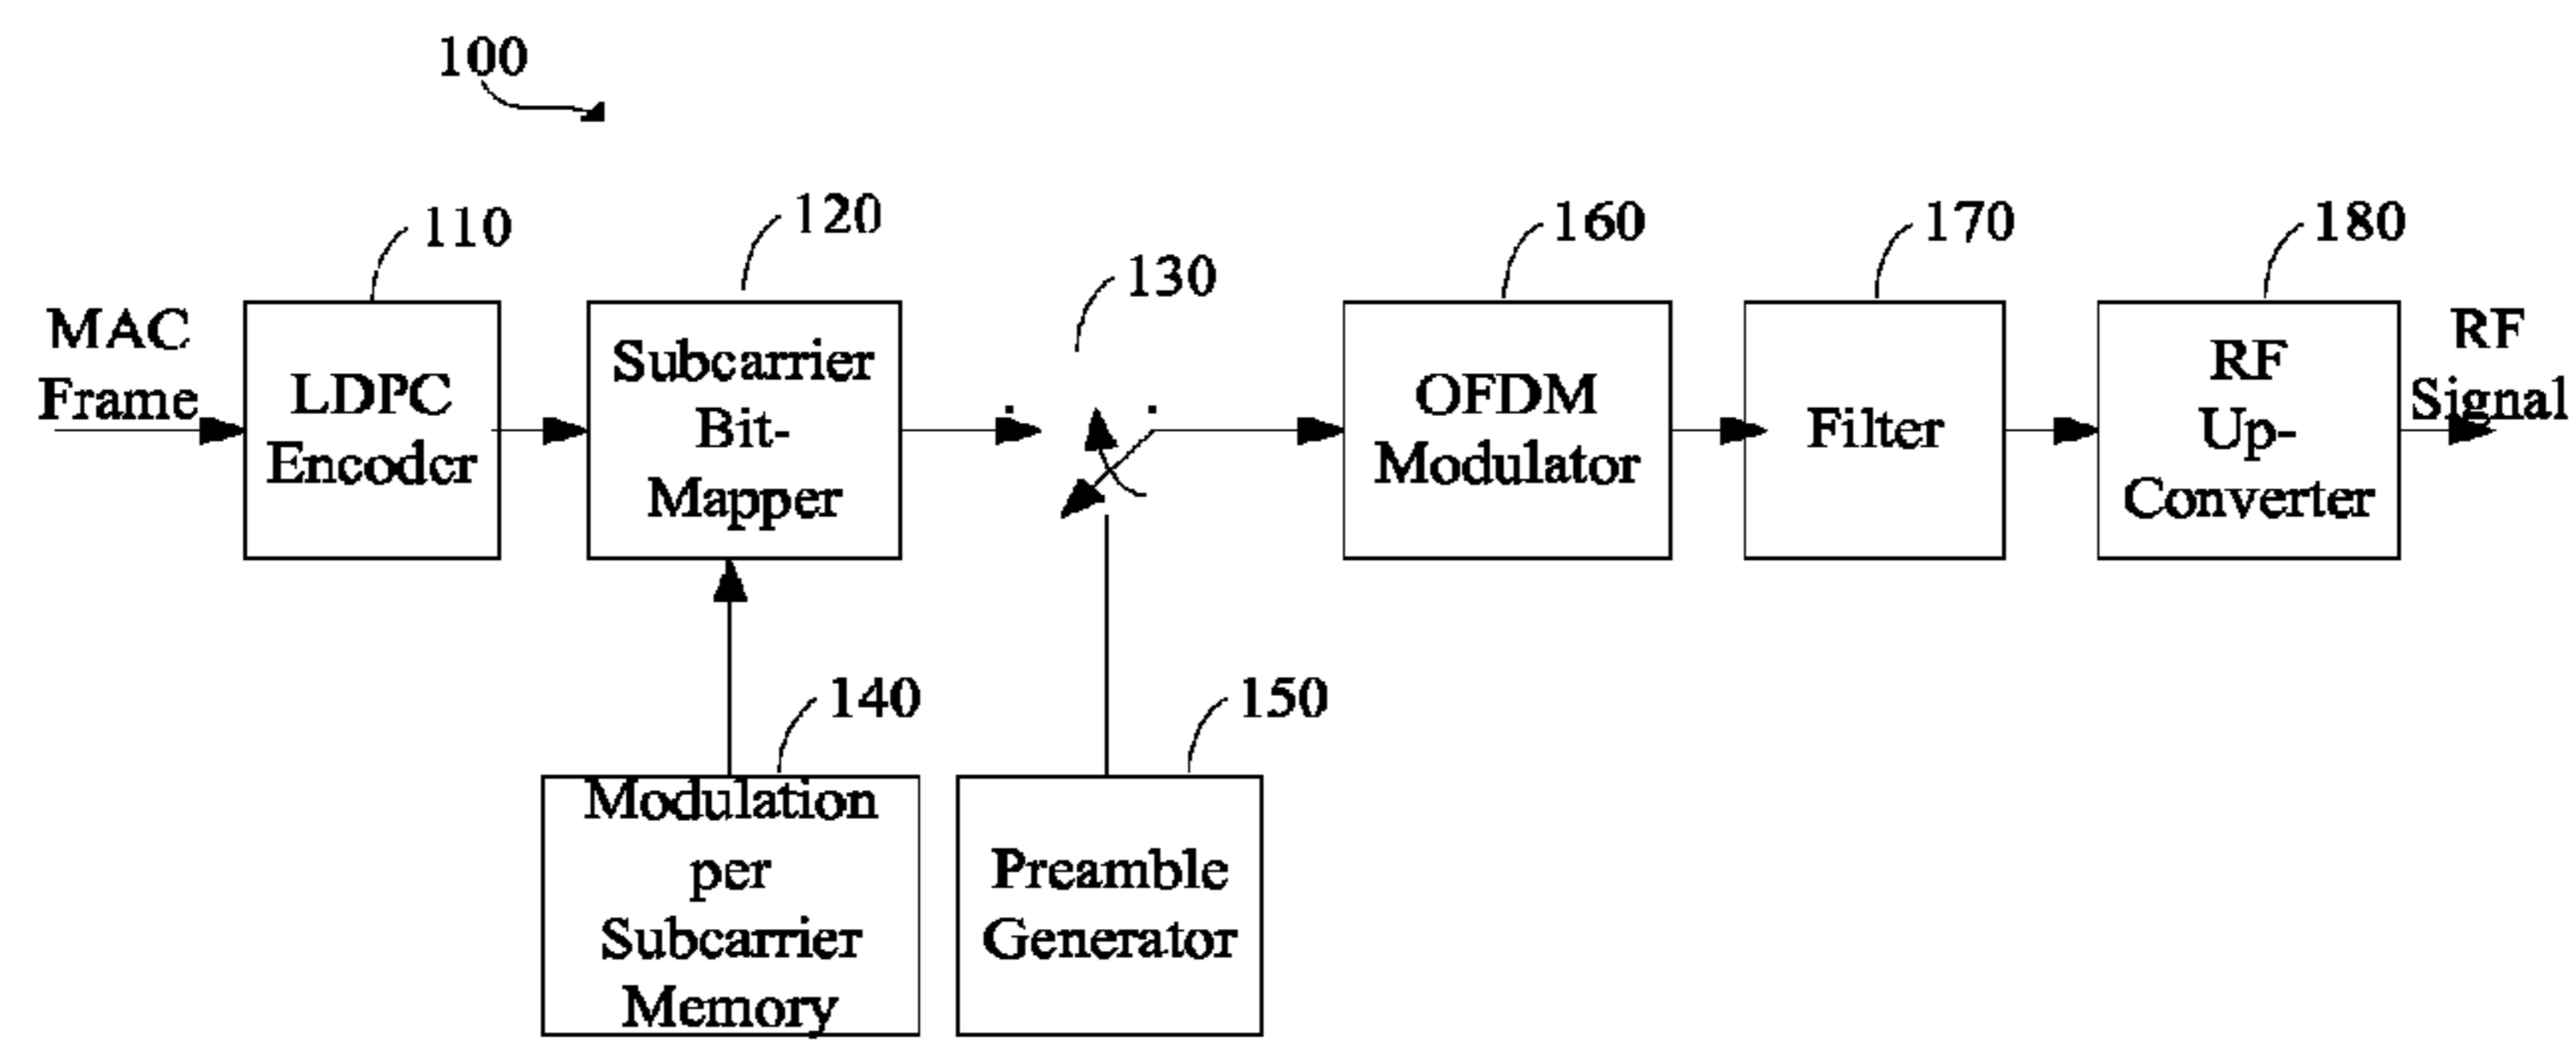 100
110
120
130
160
170
180
MAC
Frame
LDPC
Encoder
Subcarrier
Bit-
Mapper
OFDM
Modulator
Filter
RF
Up-
Converter
RF
Signal
140
150
Modulation
per
Subcarrier
Memory
Preamble
Generator